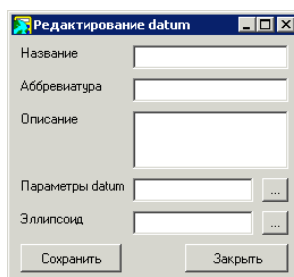 Редактирование datum
Название
Аббревиатура
Описание
Параметры datum ...
Эллипсоид ...
Сохранить Закрыть